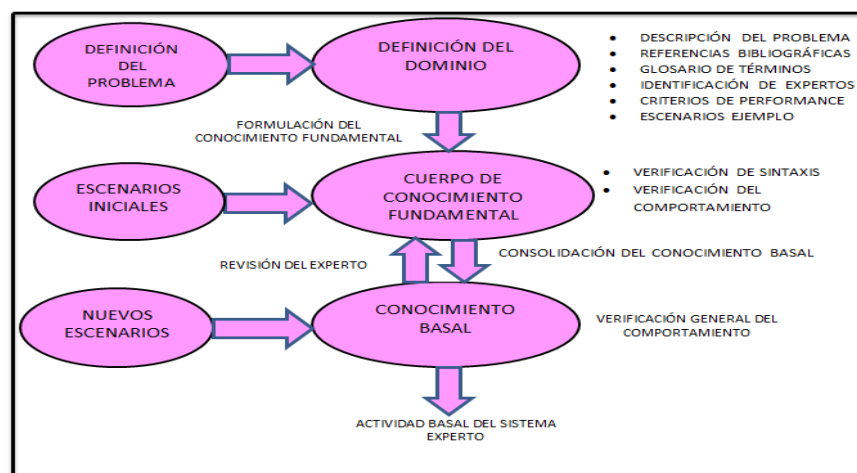 DEFINICIÓN
DEL
PROBLEMA
DEFINICIÓN DEL
DOMINIO
• DESCRIPCIÓN DEL PROBLEMA
• REFERENCIAS BIBLIOGRÁFICAS
• GLOSARIO DE TÉRMINOS
• IDENTIFICACIÓN DE EXPERTOS
• CRITERIOS DE PERFORMANCE
• ESCENARIOS EJEMPLO
FORMULACIÓN DEL
CONOCIMIENTO FUNDAMENTAL
ESCENARIOS
INICIALES
CUERPO DE
CONOCIMIENTO
FUNDAMENTAL
• VERIFICACIÓN DE SINTAXIS
• VERIFICACIÓN DEL
COMPORTAMIENTO
REVISIÓN DEL EXPERTO
CONSOLIDACIÓN DEL CONOCIMIENTO BASAL
NUEVOS
ESCENARIOS
CONOCIMIENTO
BASAL
VERIFICACIÓN GENERAL DEL
COMPORTAMIENTO
ACTIVIDAD BASAL DEL SISTEMA
EXPERTO